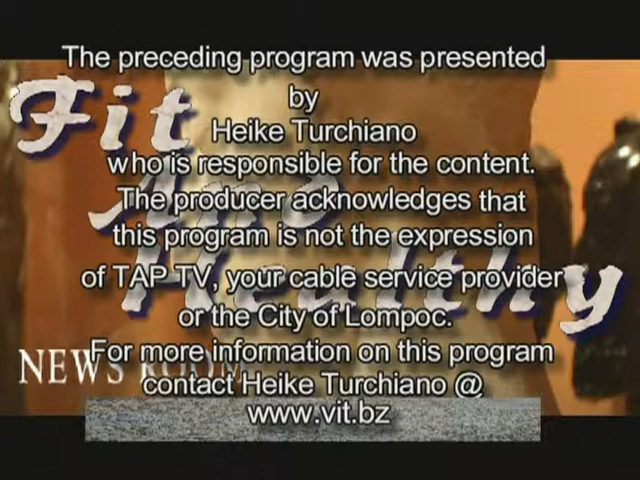 The preceding program was presented
by
Heike Turchiano
who is responsible for the content.
The producer acknowledges that
this program is not the expression
of TAP TV, your cable service provider
or the City of Lompoc.
For more information on this program
contact Heike Turchiano @
www.vit.bz
Fit
And
Healthy
NEWS ROOM